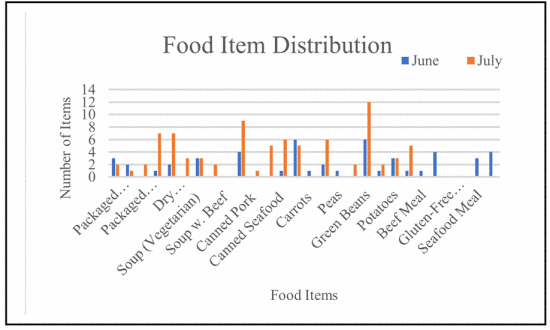 Food Item Distribution
June
July
Number of Items
14
12
10
8
6
4
2
0
Packaged…
Packaged…
Dry…
Soup (Vegetarian)
Soup w. Beef
Canned Pork
Canned Seafood
Carrots
Peas
Green Beans
Potatoes
Beef Meal
Gluten-Free…
Seafood Meal
Food Items